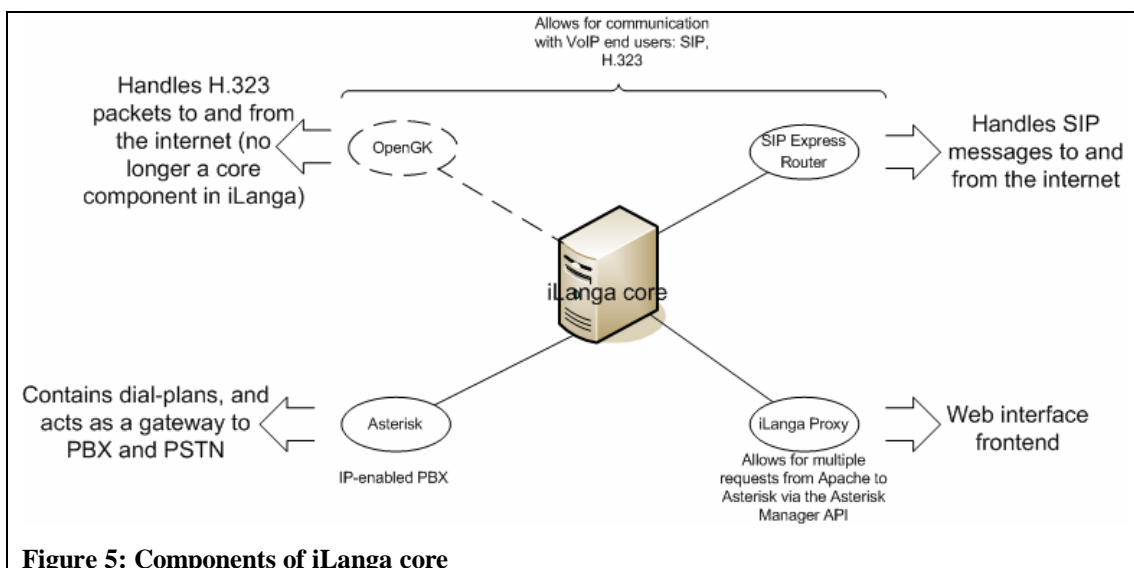 Allows for communication
with VoIP end users: SIP,
H.323
Handles H.323
packets to and from
the internet (no
longer a core
component in iLanga)
OpenGK
SIP Express
Router
Handles SIP
messages to and
from the internet
iLanga core
Contains dial-plans, and
acts as a gateway to
PBX and PSTN
Asterisk
IP-enabled PBX
iLanga Proxy
Allows for multiple
requests from Apache to
Asterisk via the Asterisk
Manager API
Web interface
frontend
Figure 5: Components of iLanga core